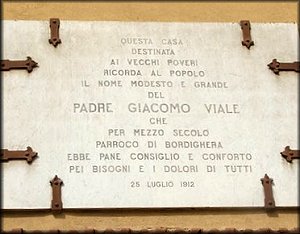 QUESTA CASA
DESTINATA
AI VECCHI POVERI
RICORDA AL POPOLO
IL NOME MODESTO E GRANDE
DEL
PADRE GIACOMO VIALE
CHE
PER MEZZO SECOLO
PARROCO DI BORDIGHERA
EBBE PANE CONSIGLIO E CONFORTO
PEI BISOGNI E I DOLORI DI TUTTI
25 LUGLIO 1912